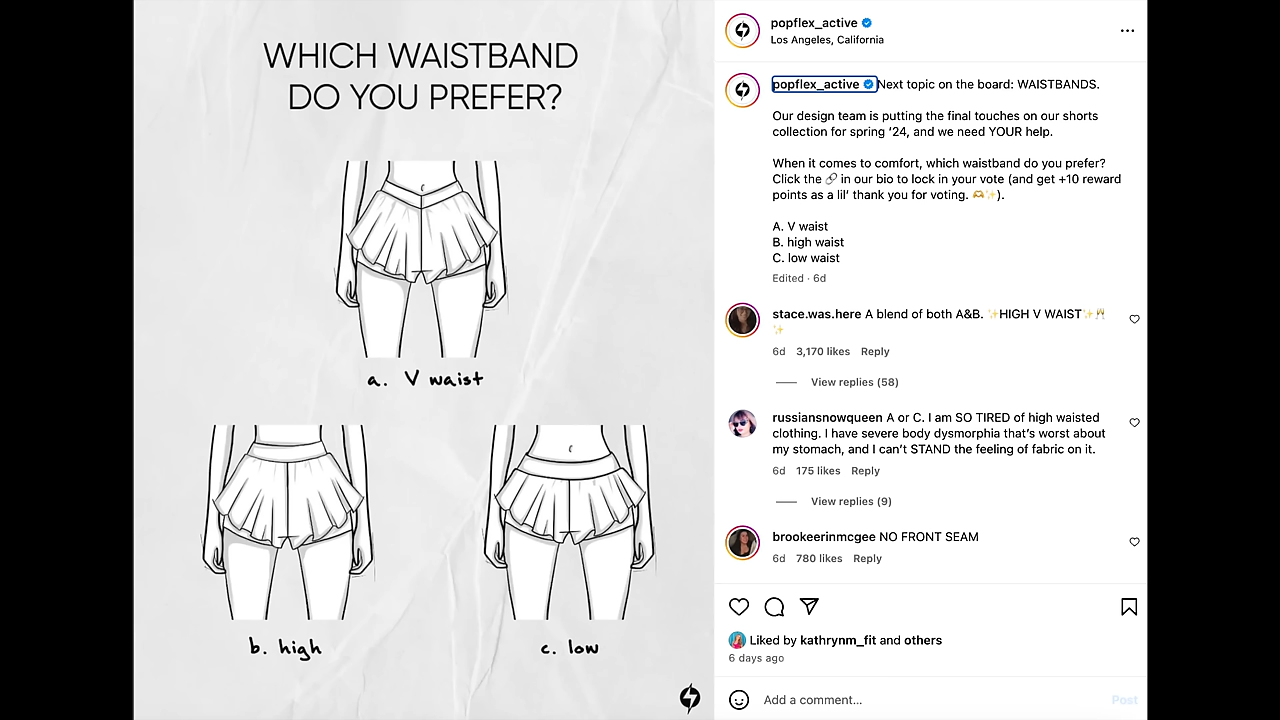 WHICH WAISTBAND
DO YOU PREFER?
a. V waist
b. high
c. low
popflex_active
Los Angeles, California
popflex_active Next topic on the board: WAISTBANDS.
Our design team is putting the final touches on our shorts
collection for spring ‘24, and we need YOUR help.
When it comes to comfort, which waistband do you prefer?
Click the 🔗 in our bio to lock in your vote (and get +10 reward
points as a lil’ thank you for voting. 🫶✨).
A. V waist
B. high waist
C. low waist
Edited · 6d
stace.was.here A blend of both A&B. ✨HIGH V WAIST✨🥂
✨
6d 3,170 likes Reply
View replies (58)
russiansnowqueen A or C. I am SO TIRED of high waisted
clothing. I have severe body dysmorphia that’s worst about
my stomach, and I can’t STAND the feeling of fabric on it.
6d 175 likes Reply
View replies (9)
brookeerinmcgee NO FRONT SEAM
6d 780 likes Reply
Liked by kathrynm_fit and others
6 days ago
Add a comment...
Post